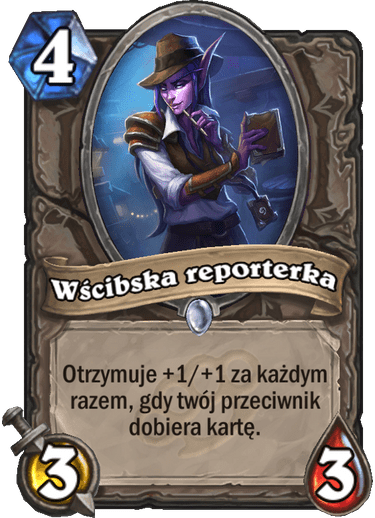 4
Wścibska reporterka
Otrzymuje +1/+1 za każdym
razem, gdy twój przeciwnik
dobiera kartę.
3
3